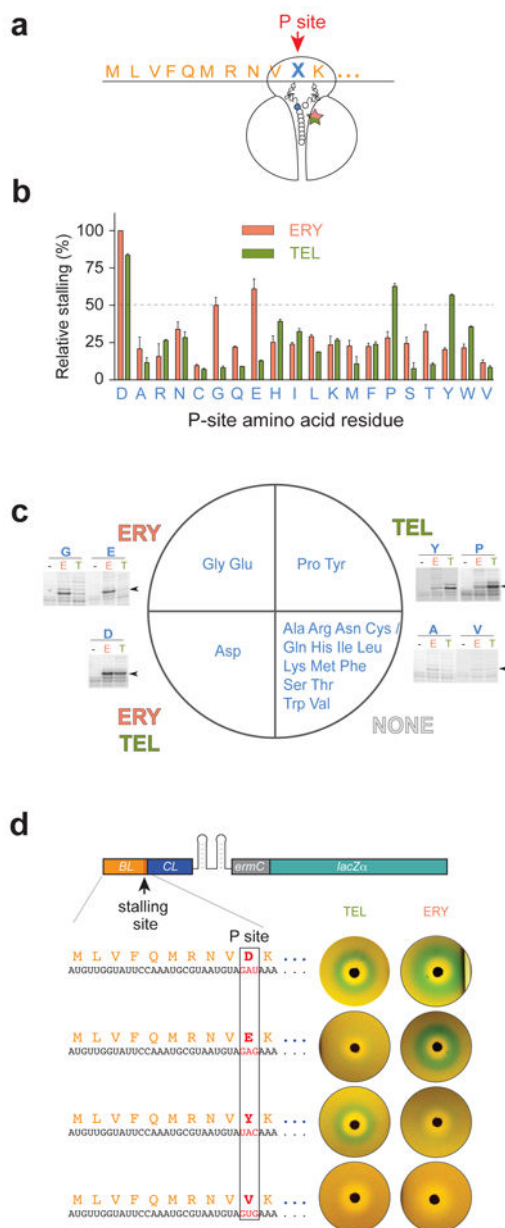 a
P site
M L V F Q M R N V X K ...
b
Relative stalling (%)
100
75
50
25
0
ERY
TEL
D A R N C G Q E H I L K M F P S T Y W V
P-site amino acid residue
c
ERY
TEL
G E
- E T - E T
Gly Glu
Pro Tyr
Y P
- E T - E T
D
- E T
Asp
Ala Arg Asn Cys /
Gln His Ile Leu
Lys Met Phe
Ser Thr
Trp Val
A V
- E T - E T
ERY
TEL
NONE
d
BL CL ermC lacZα
stalling site
P site
TEL ERY
M L V F Q M R N V D K ...
AUGUUGGUAUUCCAAAUGCGUAAUGUAGAUAAA ...
M L V F Q M R N V E K ...
AUGUUGGUAUUCCAAAUGCGUAAUGUAGAGAAA ...
M L V F Q M R N V Y K ...
AUGUUGGUAUUCCAAAUGCGUAAUGUAUACAAA ...
M L V F Q M R N V V K ...
AUGUUGGUAUUCCAAAUGCGUAAUGUAGUGAAA ...